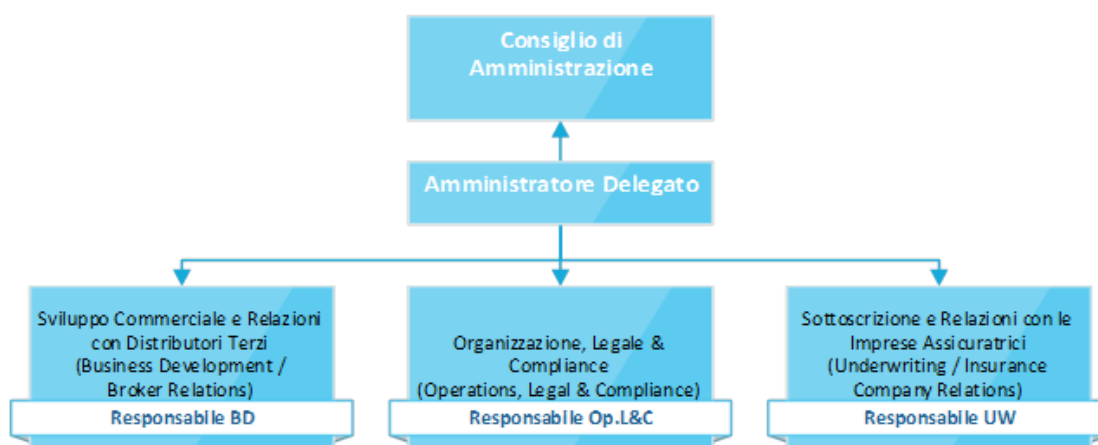 Consiglio di
Amministrazione
Amministratore Delegato
Sviluppo Commerciale e Relazioni
con Distributori Terzi
(Business Development /
Broker Relations)
Responsabile BD
Organizzazione, Legale &
Compliance
(Operations, Legal & Compliance)
Responsabile Op.L&C
Sottoscrizione e Relazioni con le
Imprese Assicuratrici
(Underwriting / Insurance
Company Relations)
Responsabile UW